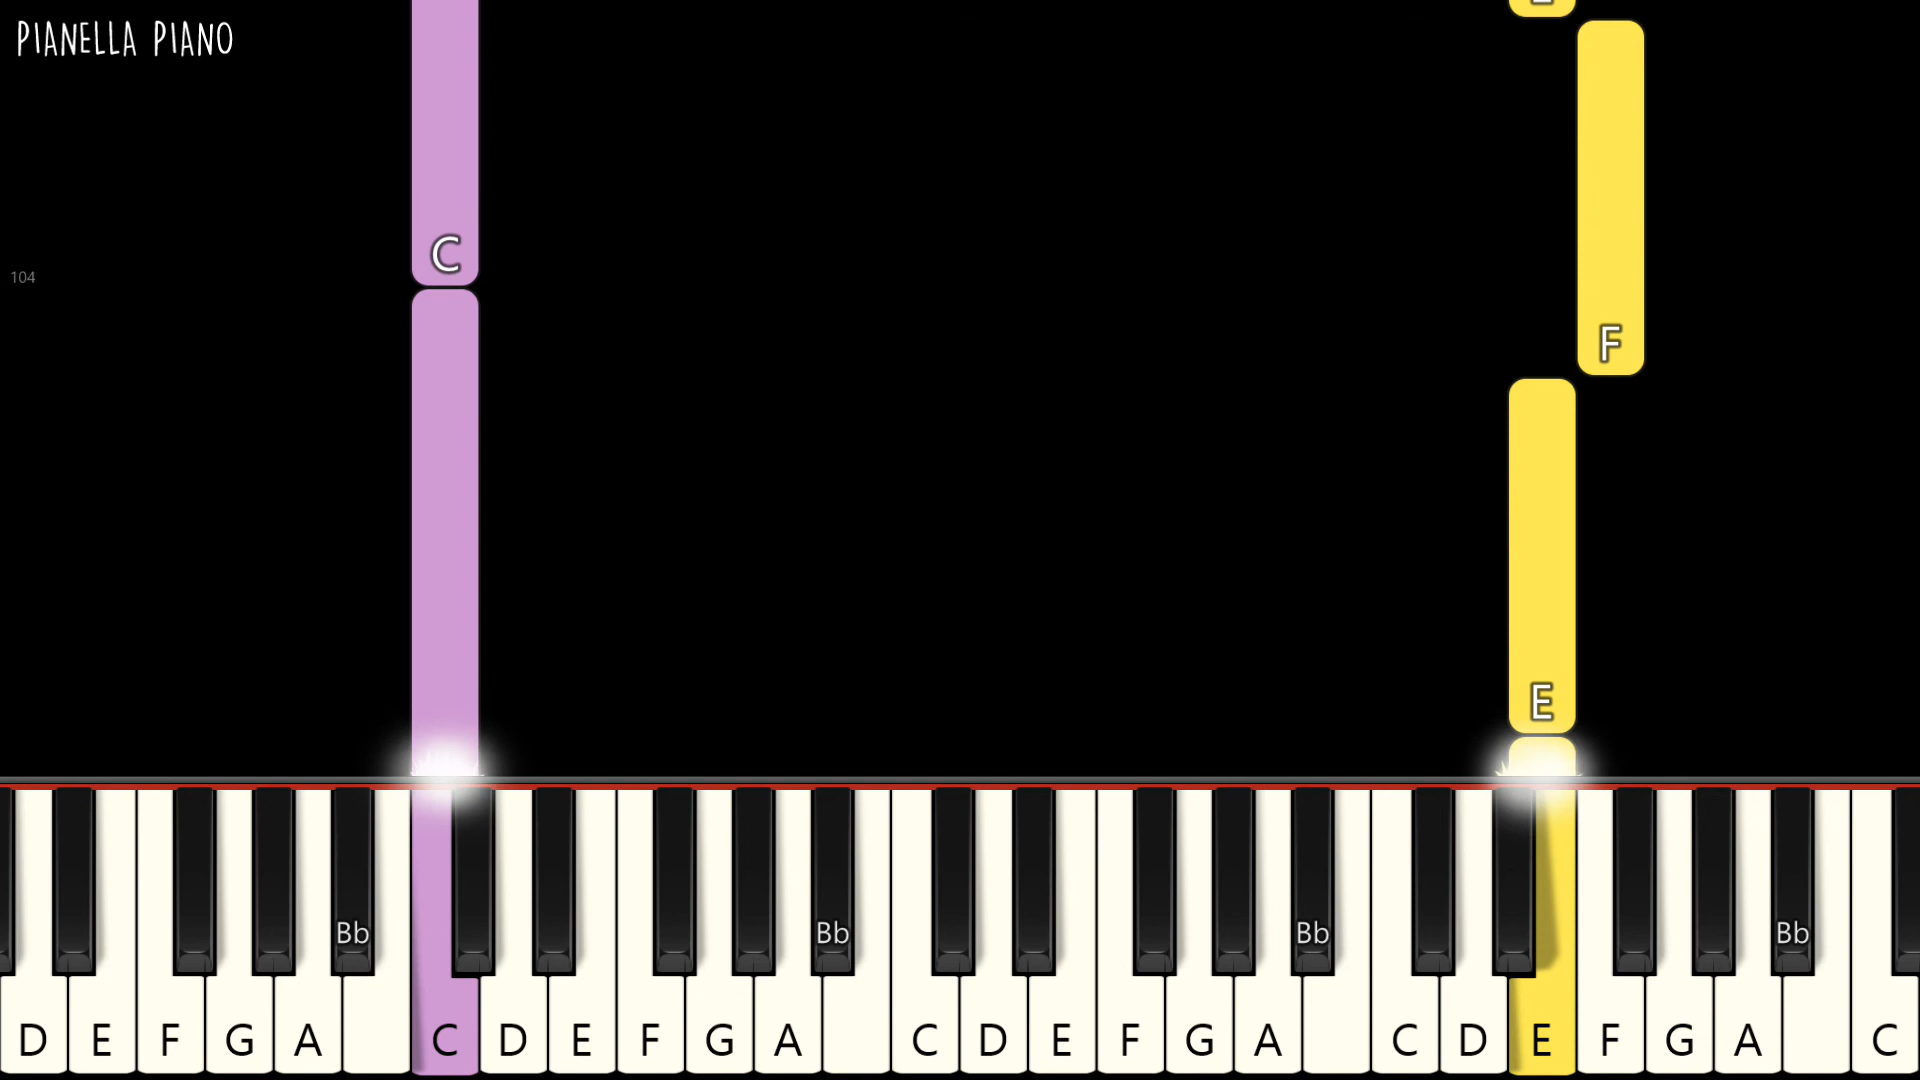 PIANELLA PIANO
C
104
F
E
Bb Bb Bb Bb
D E F G A C D E F G A C D E F G A C D E F G A C